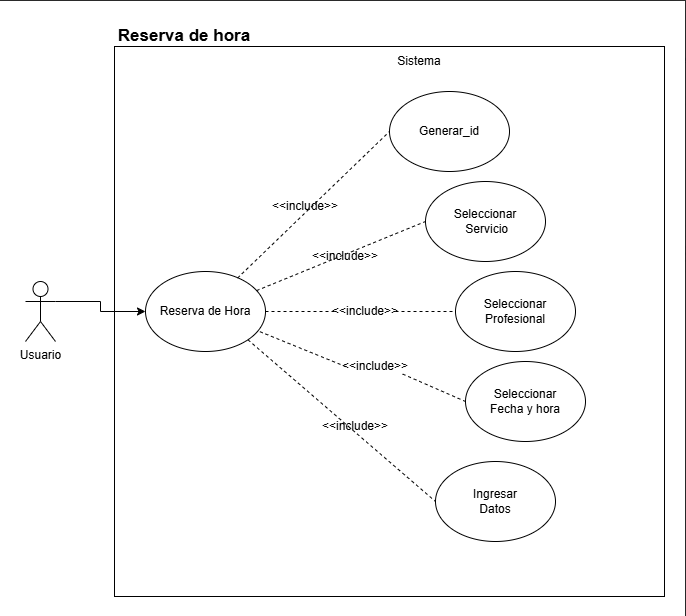 Reserva de hora
Sistema
Generar_id
<<include>>
Seleccionar
Servicio
<<include>>
Reserva de Hora
<<include>>
Seleccionar
Profesional
Usuario
<<include>>
Seleccionar
Fecha y hora
<<include>>
Ingresar
Datos